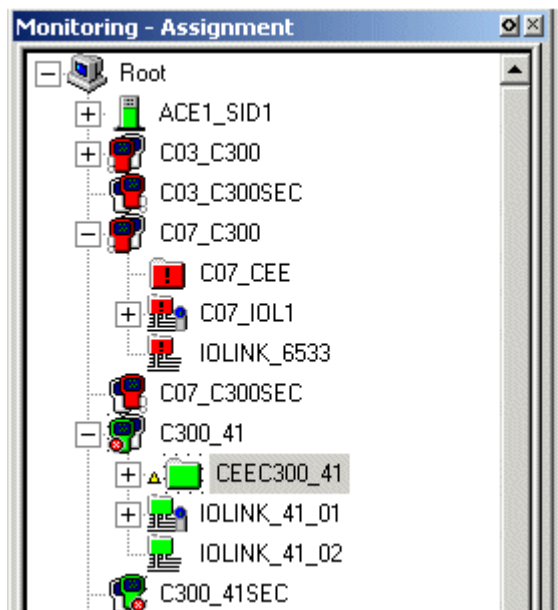 Monitoring - Assignment
Root
ACE1_SID1
C03_C300
C03_C300SEC
C07_C300
C07_CEE
C07_IOL1
IOLINK_6533
C07_C300SEC
C300_41
CEEC300_41
IOLINK_41_01
IOLINK_41_02
C300_41SEC